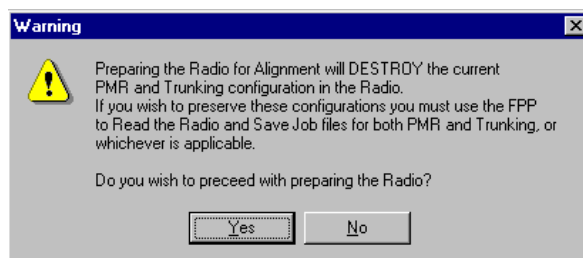 Warning
Preparing the Radio for Alignment will DESTROY the current
PMR and Trunking configuration in the Radio.
If you wish to preserve these configurations you must use the FPP
to Read the Radio and Save Job files for both PMR and Trunking, or
whichever is applicable.
Do you wish to preceed with preparing the Radio?
Yes No